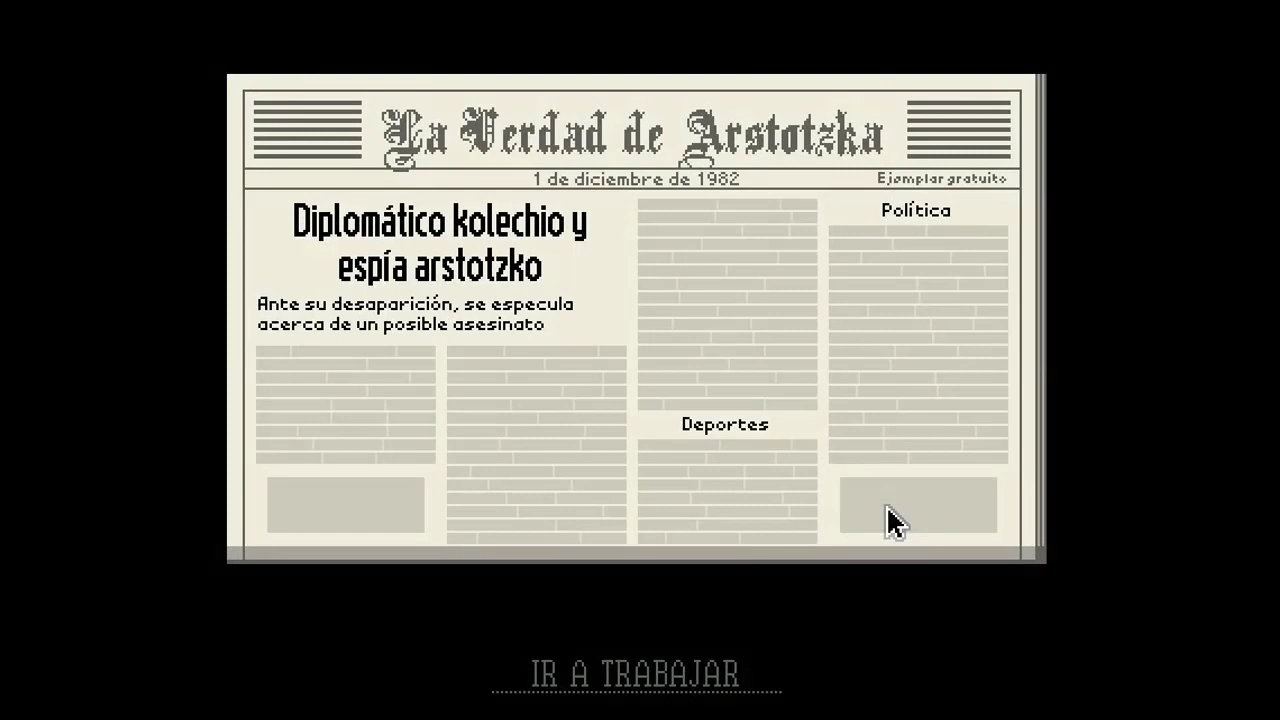 La Verdad de Arstotzka
1 de diciembre de 1982
Ejemplar gratuito
Diplomático kolechio y
espía arstotzko
Ante su desaparición, se especula
acerca de un posible asesinato
Deportes
Política
IR A TRABAJAR